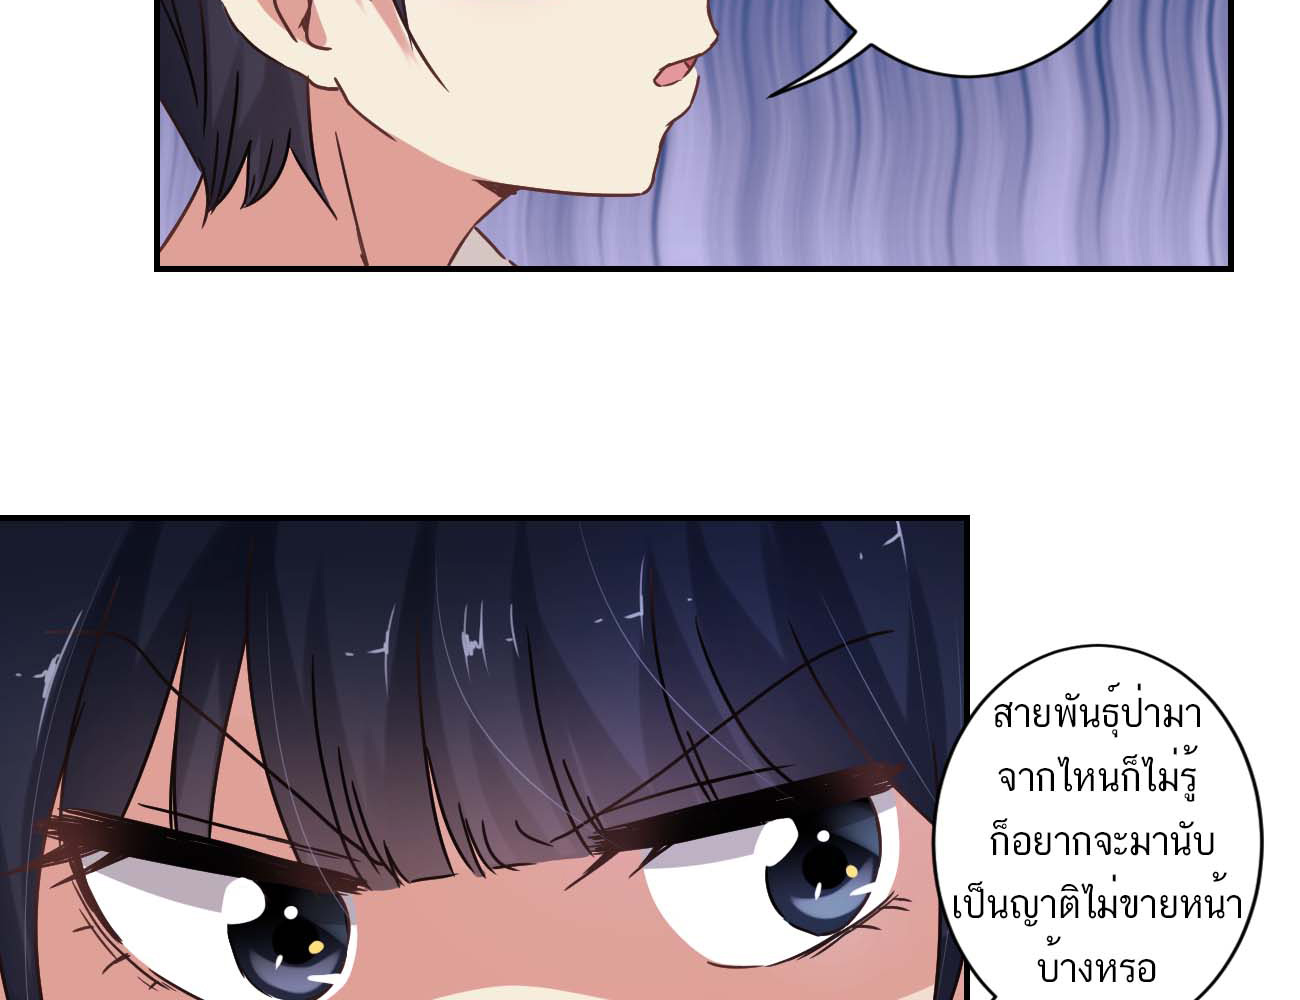 สายพันธุ์ป่ามา
จากไหนก็ไม่รู้
ก็อยากจะมานับ
เป็นญาติไม่ขายหน้า
บ้างหรอ